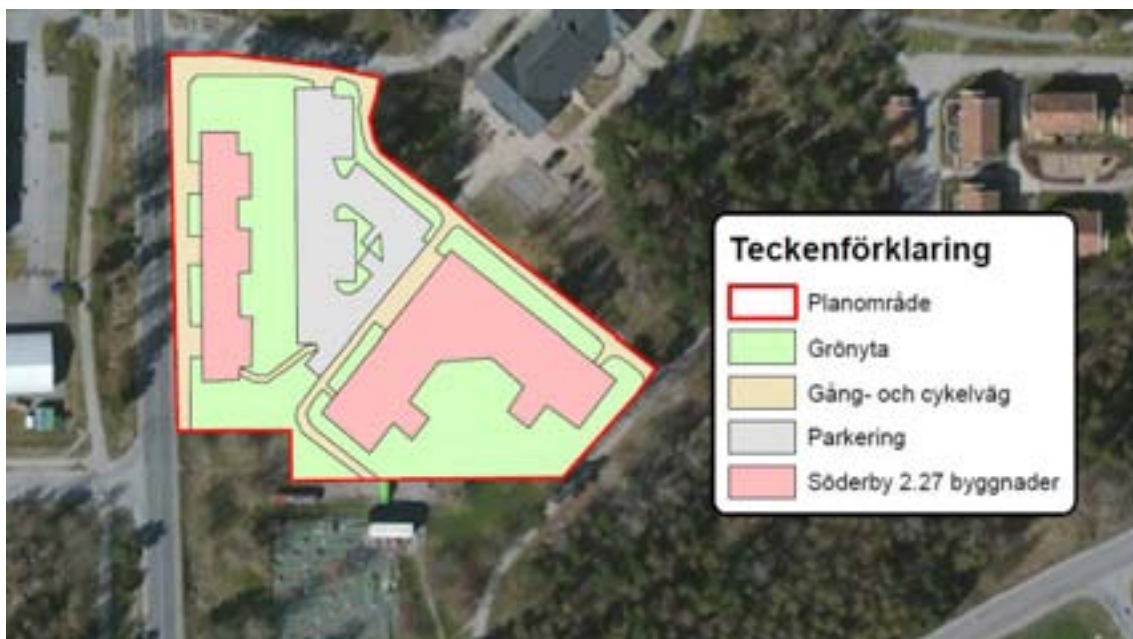 Teckenförklaring
Planområde
Grönyta
Gång- och cykelväg
Parkering
Söderby 2.27 byggnader